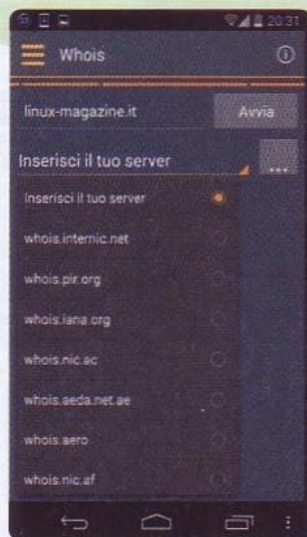 20:31
Whois
linux-magazine.it Avvia
Inserisci il tuo server ...
Inserisci il tuo server
whois.internic.net
whois.pir.org
whois.iana.org
whois.nic.ac
whois.aeda.net.ae
whois.aero
whois.nic.af